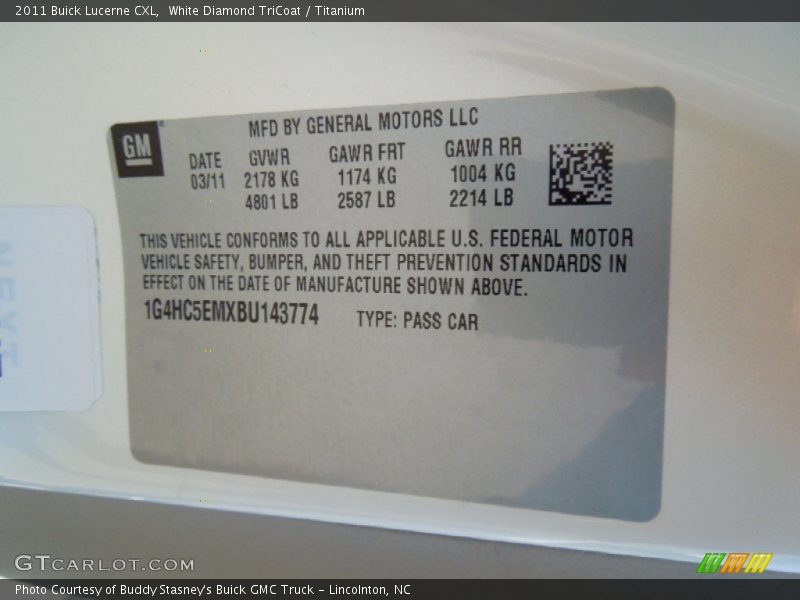 2011 Buick Lucerne CXL,  White Diamond TriCoat / Titanium
GM
MFD BY GENERAL MOTORS LLC
DATE GVWR GAWR FRT GAWR RR
03/11 2178 KG 1174 KG 1004 KG
4801 LB 2587 LB 2214 LB
THIS VEHICLE CONFORMS TO ALL APPLICABLE U.S. FEDERAL MOTOR
VEHICLE SAFETY, BUMPER, AND THEFT PREVENTION STANDARDS IN
EFFECT ON THE DATE OF MANUFACTURE SHOWN ABOVE.
1G4HC5EMXBU143774 TYPE: PASS CAR
GTCARLOT.COM
Photo Courtesy of Buddy Stasney's Buick GMC Truck - Lincolnton, NC